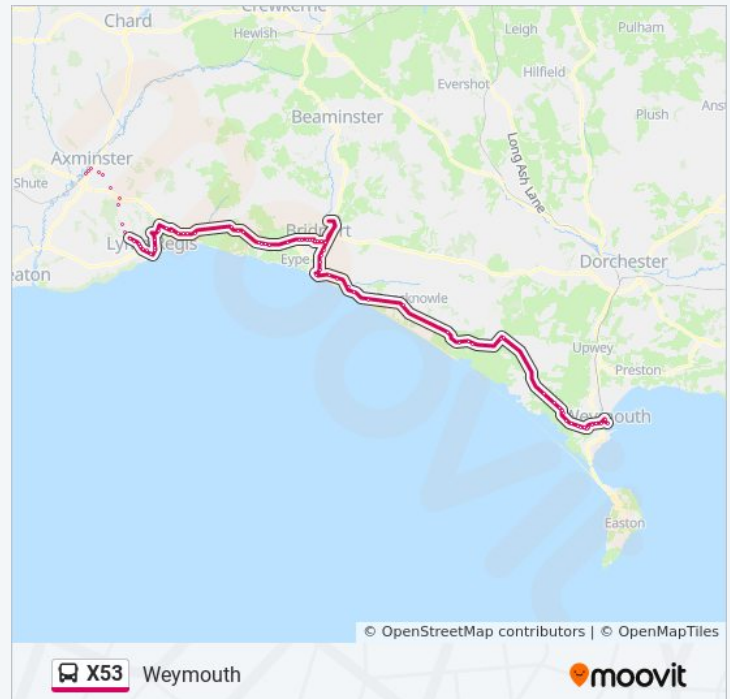 Crewkerne
Chard
Hewish
Leigh
Pulham
Evershot
Hilfield
Beaminster
Plush
Long Ash Lane
Axminster
Shute
Lyme Regis
Bridport
Eype
Dorchester
knowle
Upwey
Preston
Weymouth
Easton
© OpenStreetMap contributors | © OpenMapTiles
X53 Weymouth
moovit